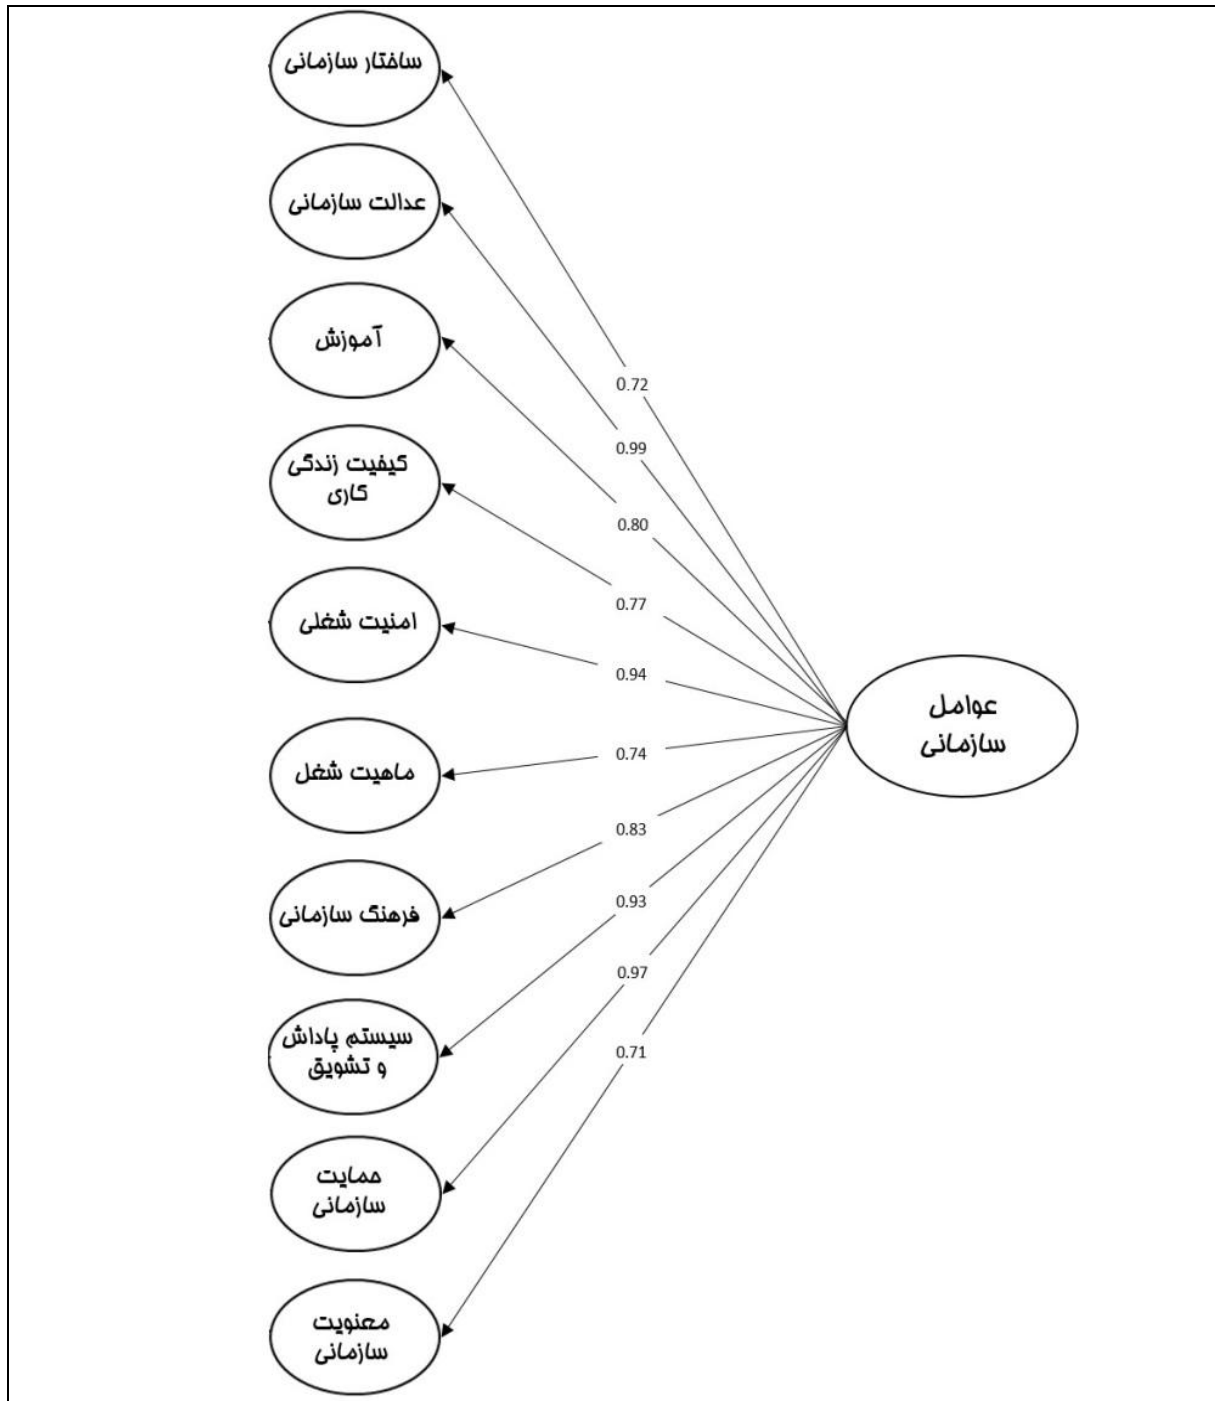 ساختار سازمانی
عدالت سازمانی
آموزش
کیفیت زندگی
کاری
امنیت شغلی
ماهیت شغل
فرهنگ سازمانی
سیستم پاداش
و تشویق
حمایت
سازمانی
معنویت
سازمانی
0.72
0.99
0.80
0.77
0.94
0.74
0.83
0.93
0.97
0.71
عوامل
سازمانی